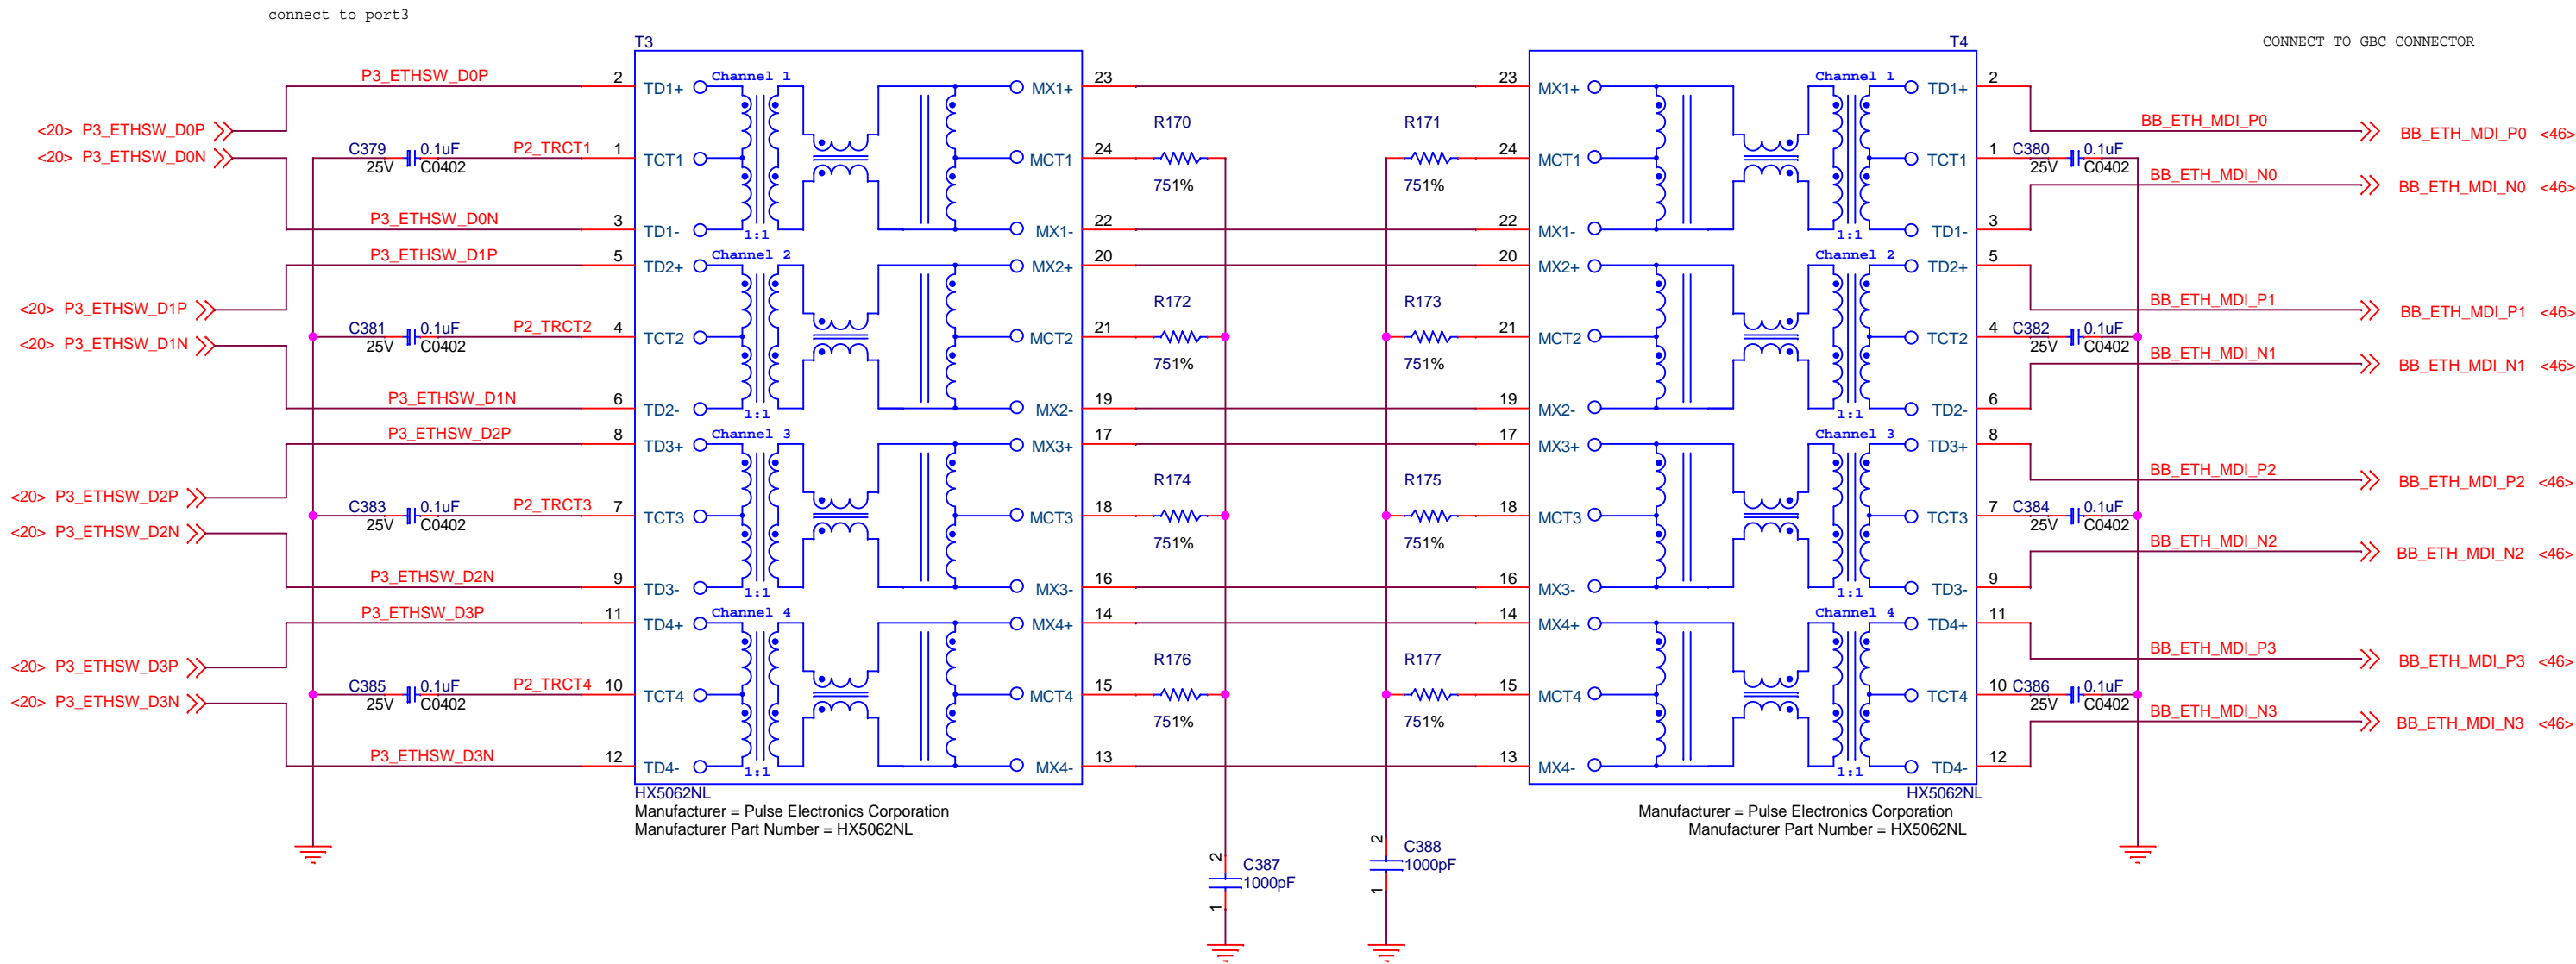 connect to port3
CONNECT TO GBC CONNECTOR
T3
T4
P3_ETHSW_D0P 2 TD1+ Channel 1 MX1+ 23
23 MX1+ Channel 1 TD1+ 2
<20> P3_ETHSW_D0P
R170
R171
BB_ETH_MDI_P0
BB_ETH_MDI_P0 <46>
<20> P3_ETHSW_D0N
C379 0.1uF P2_TRCT1 1 TCT1 MCT1 24
24 MCT1 TCT1 1 C380 0.1uF
25V C0402
25V C0402
751%
751%
BB_ETH_MDI_N0
BB_ETH_MDI_N0 <46>
P3_ETHSW_D0N 3 TD1- 1:1 MX1- 22
22 MX1- 1:1 TD1- 3
P3_ETHSW_D1P 5 TD2+ Channel 2 MX2+ 20
20 MX2+ Channel 2 TD2+ 5
<20> P3_ETHSW_D1P
R172
R173
BB_ETH_MDI_P1
BB_ETH_MDI_P1 <46>
C381 0.1uF P2_TRCT2 4 TCT2 MCT2 21
21 MCT2 TCT2 4 C382 0.1uF
<20> P3_ETHSW_D1N
25V C0402
25V C0402
751%
751%
BB_ETH_MDI_N1
BB_ETH_MDI_N1 <46>
P3_ETHSW_D1N 6 TD2- 1:1 MX2- 19
19 MX2- 1:1 TD2- 6
P3_ETHSW_D2P 8 TD3+ Channel 3 MX3+ 17
17 MX3+ Channel 3 TD3+ 8
<20> P3_ETHSW_D2P
R174
R175
BB_ETH_MDI_P2
BB_ETH_MDI_P2 <46>
C383 0.1uF P2_TRCT3 7 TCT3 MCT3 18
18 MCT3 TCT3 7 C384 0.1uF
<20> P3_ETHSW_D2N
25V C0402
25V C0402
751%
751%
BB_ETH_MDI_N2
BB_ETH_MDI_N2 <46>
P3_ETHSW_D2N 9 TD3- 1:1 MX3- 16
16 MX3- 1:1 TD3- 9
P3_ETHSW_D3P 11 TD4+ Channel 4 MX4+ 14
14 MX4+ Channel 4 TD4+ 11
<20> P3_ETHSW_D3P
R176
R177
BB_ETH_MDI_P3
BB_ETH_MDI_P3 <46>
C385 0.1uF P2_TRCT4 10 TCT4 MCT4 15
15 MCT4 TCT4 10 C386 0.1uF
<20> P3_ETHSW_D3N
25V C0402
25V C0402
751%
751%
BB_ETH_MDI_N3
BB_ETH_MDI_N3 <46>
P3_ETHSW_D3N 12 TD4- 1:1 MX4- 13
13 MX4- 1:1 TD4- 12
HX5062NL
HX5062NL
Manufacturer = Pulse Electronics Corporation
Manufacturer = Pulse Electronics Corporation
Manufacturer Part Number = HX5062NL
Manufacturer Part Number = HX5062NL
2 C387
1000pF
1
2 C388
1000pF
1